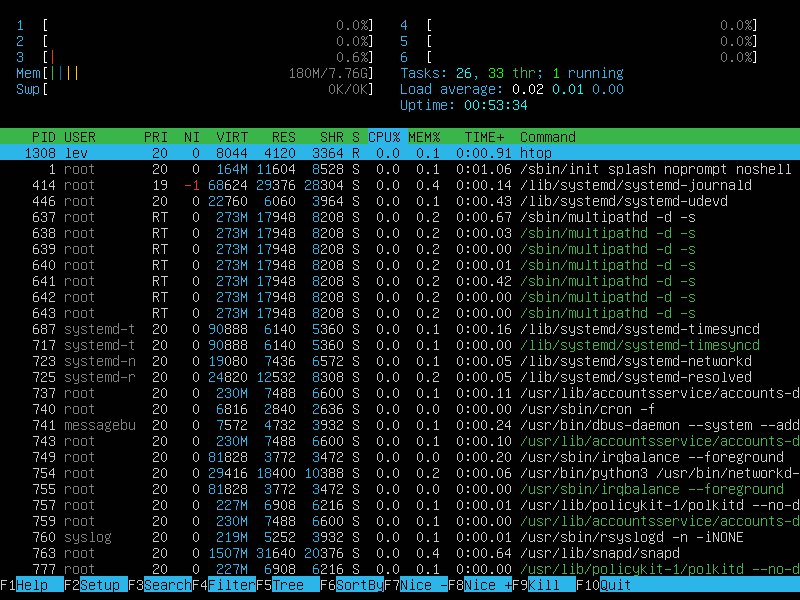 1  [ 0.0%] 4  [ 0.0%]
2  [ 0.0%] 5  [ 0.0%]
3  [| 0.6%] 6  [ 0.0%]
Mem[|||| 180M/7.76G] Tasks: 26, 33 thr; 1 running
Swp[ 0K/0K] Load average: 0.02 0.01 0.00
Uptime: 00:53:34
PID USER PRI NI VIRT RES SHR S CPU% MEM% TIME+ Command
1308 lev 20 0 8044 4120 3364 R 0.0 0.1 0:00.91 htop
1 root 20 0 164M 11604 8528 S 0.0 0.1 0:01.06 /sbin/init splash noprompt noshell
414 root 19 -1 68624 29376 28304 S 0.0 0.4 0:00.14 /lib/systemd/systemd-journald
446 root 20 0 22760 6060 3964 S 0.0 0.1 0:00.43 /lib/systemd/systemd-udevd
637 root RT 0 273M 17948 8208 S 0.0 0.2 0:00.67 /sbin/multipathd -d -s
638 root RT 0 273M 17948 8208 S 0.0 0.2 0:00.03 /sbin/multipathd -d -s
639 root RT 0 273M 17948 8208 S 0.0 0.2 0:00.00 /sbin/multipathd -d -s
640 root RT 0 273M 17948 8208 S 0.0 0.2 0:00.01 /sbin/multipathd -d -s
641 root RT 0 273M 17948 8208 S 0.0 0.2 0:00.42 /sbin/multipathd -d -s
642 root RT 0 273M 17948 8208 S 0.0 0.2 0:00.00 /sbin/multipathd -d -s
643 root RT 0 273M 17948 8208 S 0.0 0.2 0:00.00 /sbin/multipathd -d -s
687 systemd-t 20 0 90888 6140 5360 S 0.0 0.1 0:00.16 /lib/systemd/systemd-timesyncd
717 systemd-t 20 0 90888 6140 5360 S 0.0 0.1 0:00.00 /lib/systemd/systemd-timesyncd
723 systemd-n 20 0 19080 7436 6572 S 0.0 0.1 0:00.05 /lib/systemd/systemd-networkd
725 systemd-r 20 0 24820 12532 8308 S 0.0 0.2 0:00.05 /lib/systemd/systemd-resolved
737 root 20 0 230M 7488 6600 S 0.0 0.1 0:00.11 /usr/lib/accountsservice/accounts-d
740 root 20 0 6816 2840 2636 S 0.0 0.0 0:00.00 /usr/sbin/cron -f
741 messagebu 20 0 7572 4732 3932 S 0.0 0.1 0:00.24 /usr/bin/dbus-daemon --system --add
743 root 20 0 230M 7488 6600 S 0.0 0.1 0:00.10 /usr/lib/accountsservice/accounts-d
749 root 20 0 81828 3772 3472 S 0.0 0.0 0:00.20 /usr/sbin/irqbalance --foreground
754 root 20 0 29416 18400 10388 S 0.0 0.2 0:00.06 /usr/bin/python3 /usr/bin/networkd-
755 root 20 0 81828 3772 3472 S 0.0 0.0 0:00.00 /usr/sbin/irqbalance --foreground
757 root 20 0 227M 6908 6216 S 0.0 0.1 0:00.01 /usr/lib/policykit-1/polkitd --no-d
759 root 20 0 230M 7488 6600 S 0.0 0.1 0:00.00 /usr/lib/accountsservice/accounts-d
760 syslog 20 0 219M 5252 3932 S 0.0 0.1 0:00.01 /usr/sbin/rsyslogd -n -iNONE
763 root 20 0 1507M 31640 20376 S 0.0 0.4 0:00.64 /usr/lib/snapd/snapd
777 root 20 0 227M 6908 6216 S 0.0 0.1 0:00.00 /usr/lib/policykit-1/polkitd --no-d
F1Help F2Setup F3SearchF4FilterF5Tree F6SortByF7Nice -F8Nice +F9Kill F10Quit